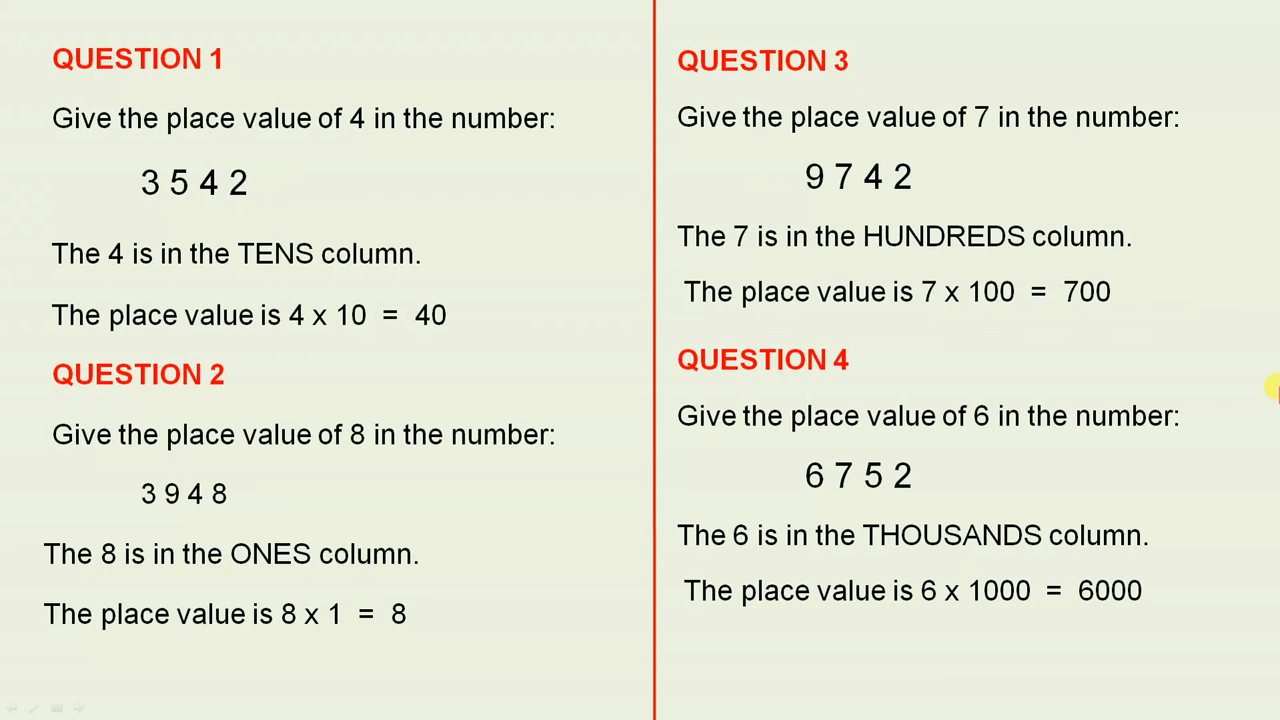 QUESTION 1
Give the place value of 4 in the number:
3 5 4 2
The 4 is in the TENS column.
The place value is 4 x 10 = 40
QUESTION 2
Give the place value of 8 in the number:
3 9 4 8
The 8 is in the ONES column.
The place value is 8 x 1 = 8
QUESTION 3
Give the place value of 7 in the number:
9 7 4 2
The 7 is in the HUNDREDS column.
The place value is 7 x 100 = 700
QUESTION 4
Give the place value of 6 in the number:
6 7 5 2
The 6 is in the THOUSANDS column.
The place value is 6 x 1000 = 6000